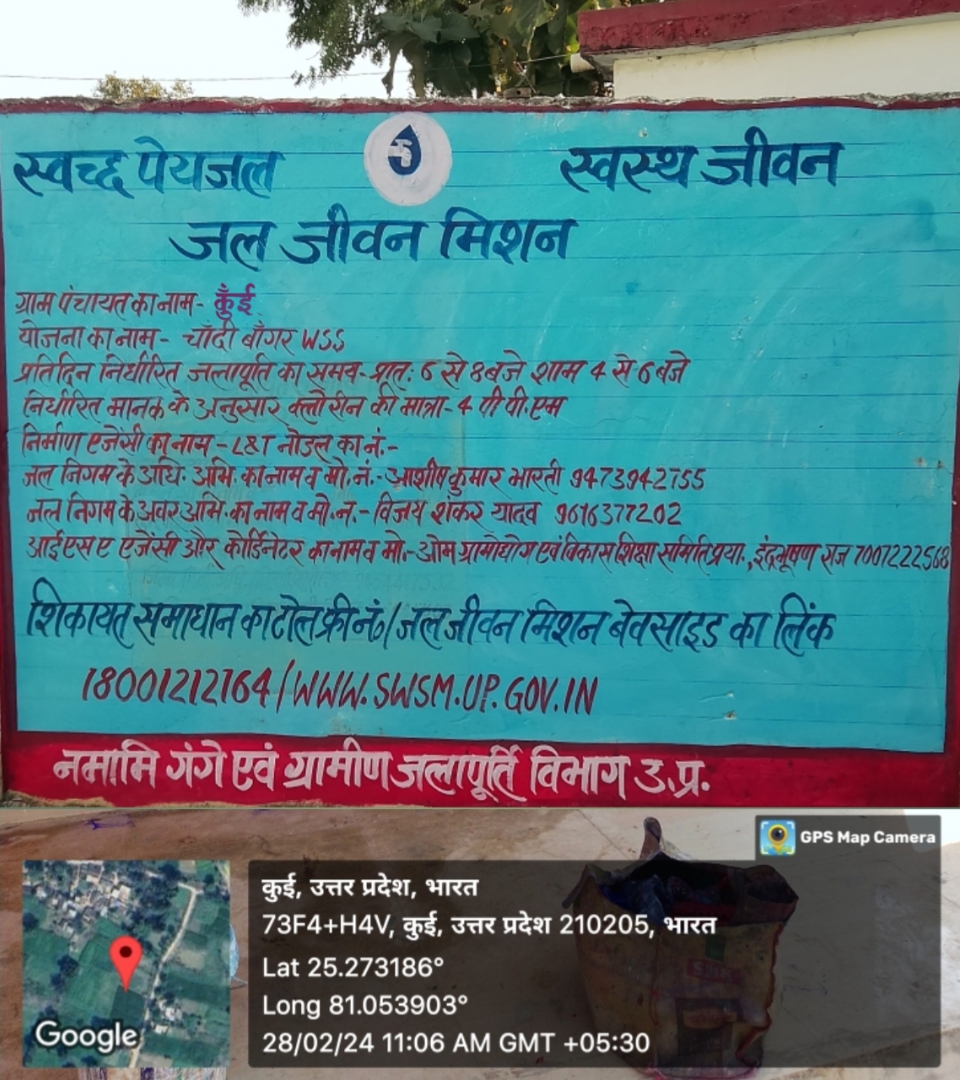 स्वच्छ पेयजल स्वस्थ जीवन
जल जीवन मिशन
ग्राम पंचायत का नाम- कुँई
योजना का नाम- चाँदी बाँगर WSS
प्रतिदिन निर्धारित जलापूर्ति का समय- प्रात: 6 से 8 बजे शाम 4 से 6 बजे
निर्धारित मानक के अनुसार क्लोरीन की मात्रा- 4 पी पी.एम
निर्माण एजेंसी का नाम- L&T नोडल का नं.-
जल निगम के अधि. अभि. का नाम व मो. नं.- आशीष कुमार भारती 9473942755
जल निगम के अवर अभि. का नाम व मो. न.- विजय शंकर यादव 9616377202
आई एस ए एजेंसी और कोर्डिनेटर का नाम व मो.- ओम ग्रामोद्योग एवं विकास शिक्षा समिति प्रया., इंद्रभूषण राज 7007222568
शिकायत समाधान का टोल फ्री नं०/जल जीवन मिशन बेवसाइड का लिंक
18001212164/WWW.SWSM.UP.GOV.IN
नमामि गंगे एवं ग्रामीण जलापूर्ति विभाग उ.प्र.
GPS Map Camera
कुई, उत्तर प्रदेश, भारत
73F4+H4V, कुई, उत्तर प्रदेश 210205, भारत
Lat 25.273186°
Long 81.053903°
28/02/24 11:06 AM GMT +05:30
Google